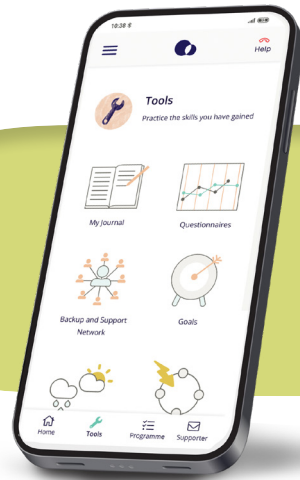 10:38
Help
Tools
Practice the skills you have gained
My Journal
Questionnaires
Backup and Support
Network
Goals
Home
Tools
Programme
Supporter